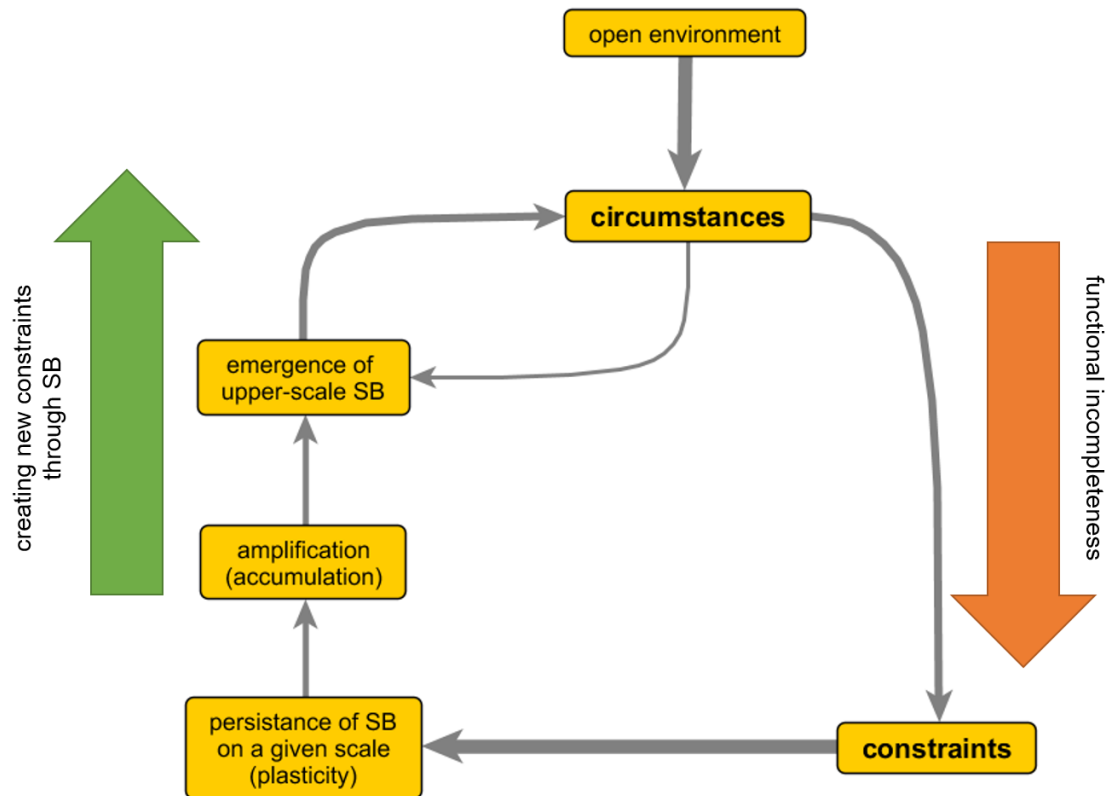 open environment
circumstances
creating new constraints
through SB
functional incompleteness
emergence of
upper-scale SB
amplification
(accumulation)
persistance of SB
on a given scale
(plasticity)
constraints